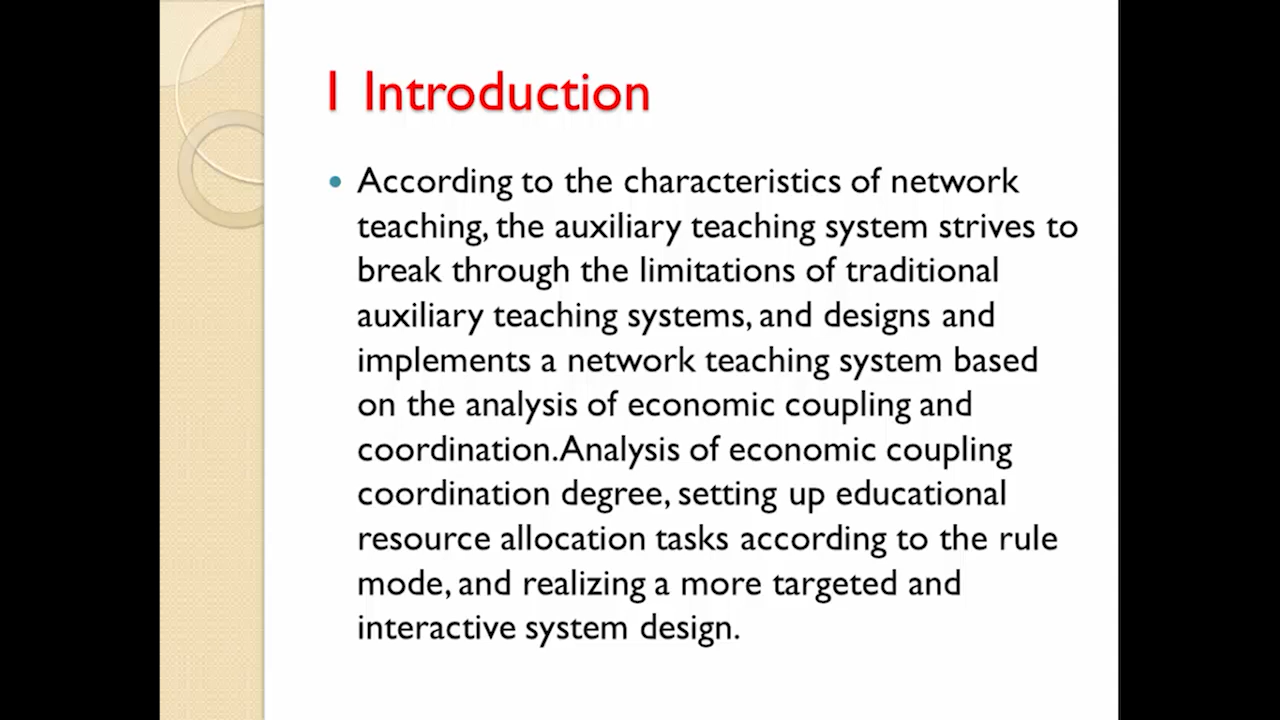 1 Introduction
• According to the characteristics of network
teaching, the auxiliary teaching system strives to
break through the limitations of traditional
auxiliary teaching systems, and designs and
implements a network teaching system based
on the analysis of economic coupling and
coordination. Analysis of economic coupling
coordination degree, setting up educational
resource allocation tasks according to the rule
mode, and realizing a more targeted and
interactive system design.